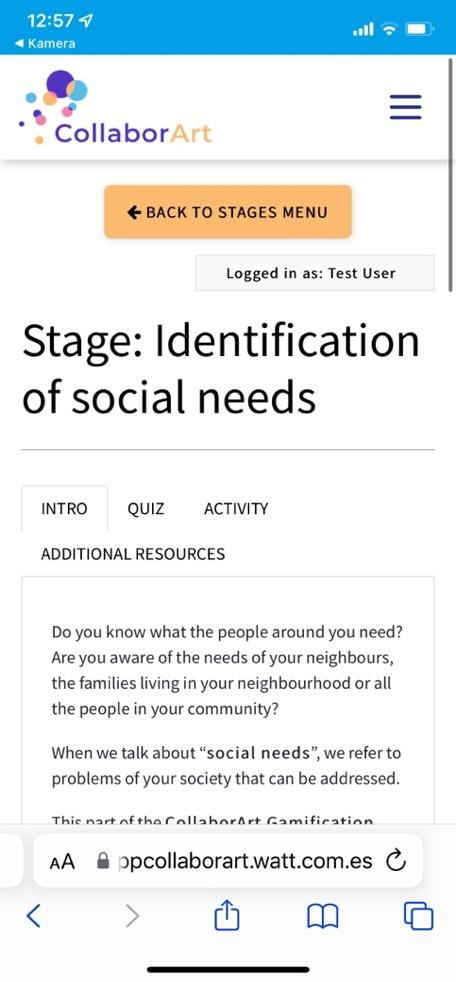 12:57
◀ Kamera
CollaborArt
← BACK TO STAGES MENU
Logged in as: Test User
Stage: Identification
of social needs
INTRO QUIZ ACTIVITY
ADDITIONAL RESOURCES
Do you know what the people around you need?
Are you aware of the needs of your neighbours,
the families living in your neighbourhood or all
the people in your community?
When we talk about “social needs”, we refer to
problems of your society that can be addressed.
This part of the CollaborArt Gamification
AA ppcollaborart.watt.com.es